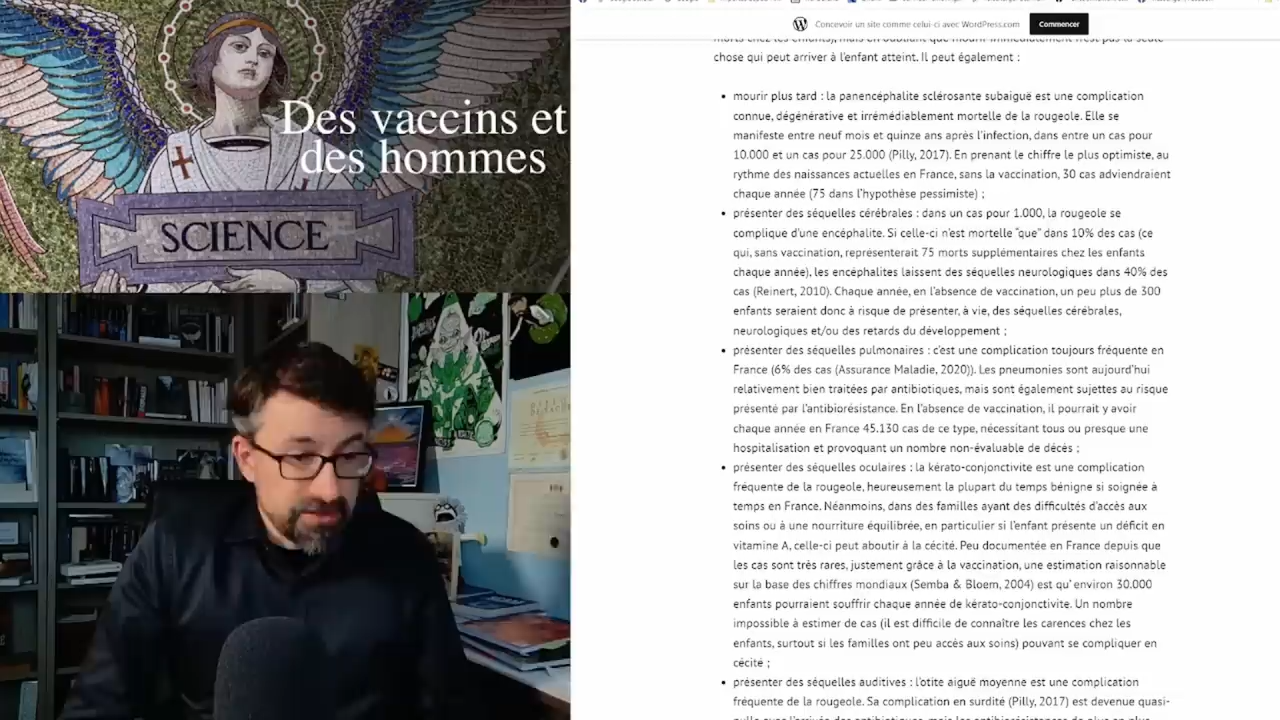 Des vaccins et
des hommes
SCIENCE
Concevoir un site comme celui-ci avec WordPress.com
Commencer
morts chez les enfants), mais en oubliant que mourir immédiatement n'est pas la seule
chose qui peut arriver à l'enfant atteint. Il peut également :
• mourir plus tard : la panencéphalite sclérosante subaiguë est une complication
connue, dégénérative et irrémédiablement mortelle de la rougeole. Elle se
manifeste entre neuf mois et quinze ans après l'infection, dans entre un cas pour
10.000 et un cas pour 25.000 (Pilly, 2017). En prenant le chiffre le plus optimiste, au
rythme des naissances actuelles en France, sans la vaccination, 30 cas adviendraient
chaque année (75 dans l'hypothèse pessimiste) ;
• présenter des séquelles cérébrales : dans un cas pour 1.000, la rougeole se
complique d'une encéphalite. Si celle-ci n'est mortelle "que" dans 10% des cas (ce
qui, sans vaccination, représenterait 75 morts supplémentaires chez les enfants
chaque année), les encéphalites laissent des séquelles neurologiques dans 40% des
cas (Reinert, 2010). Chaque année, en l'absence de vaccination, un peu plus de 300
enfants seraient donc à risque de présenter, à vie, des séquelles cérébrales,
neurologiques et/ou des retards du développement ;
• présenter des séquelles pulmonaires : c'est une complication toujours fréquente en
France (6% des cas (Assurance Maladie, 2020)). Les pneumonies sont aujourd'hui
relativement bien traitées par antibiotiques, mais sont également sujettes au risque
présenté par l'antibiorésistance. En l'absence de vaccination, il pourrait y avoir
chaque année en France 45.130 cas de ce type, nécessitant tous ou presque une
hospitalisation et provoquant un nombre non-évaluable de décès ;
• présenter des séquelles oculaires : la kérato-conjonctivite est une complication
fréquente de la rougeole, heureusement la plupart du temps bénigne si soignée à
temps en France. Néanmoins, dans des familles ayant des difficultés d'accès aux
soins ou à une nourriture équilibrée, en particulier si l'enfant présente un déficit en
vitamine A, celle-ci peut aboutir à la cécité. Peu documentée en France depuis que
les cas sont très rares, justement grâce à la vaccination, une estimation raisonnable
sur la base des chiffres mondiaux (Semba & Bloem, 2004) est qu' environ 30.000
enfants pourraient souffrir chaque année de kérato-conjonctivite. Un nombre
impossible à estimer de cas (il est difficile de connaître les carences chez les
enfants, surtout si les familles ont peu accès aux soins) pouvant se compliquer en
cécité ;
• présenter des séquelles auditives : l'otite aiguë moyenne est une complication
fréquente de la rougeole. Sa complication en surdité (Pilly, 2017) est devenue quasi-